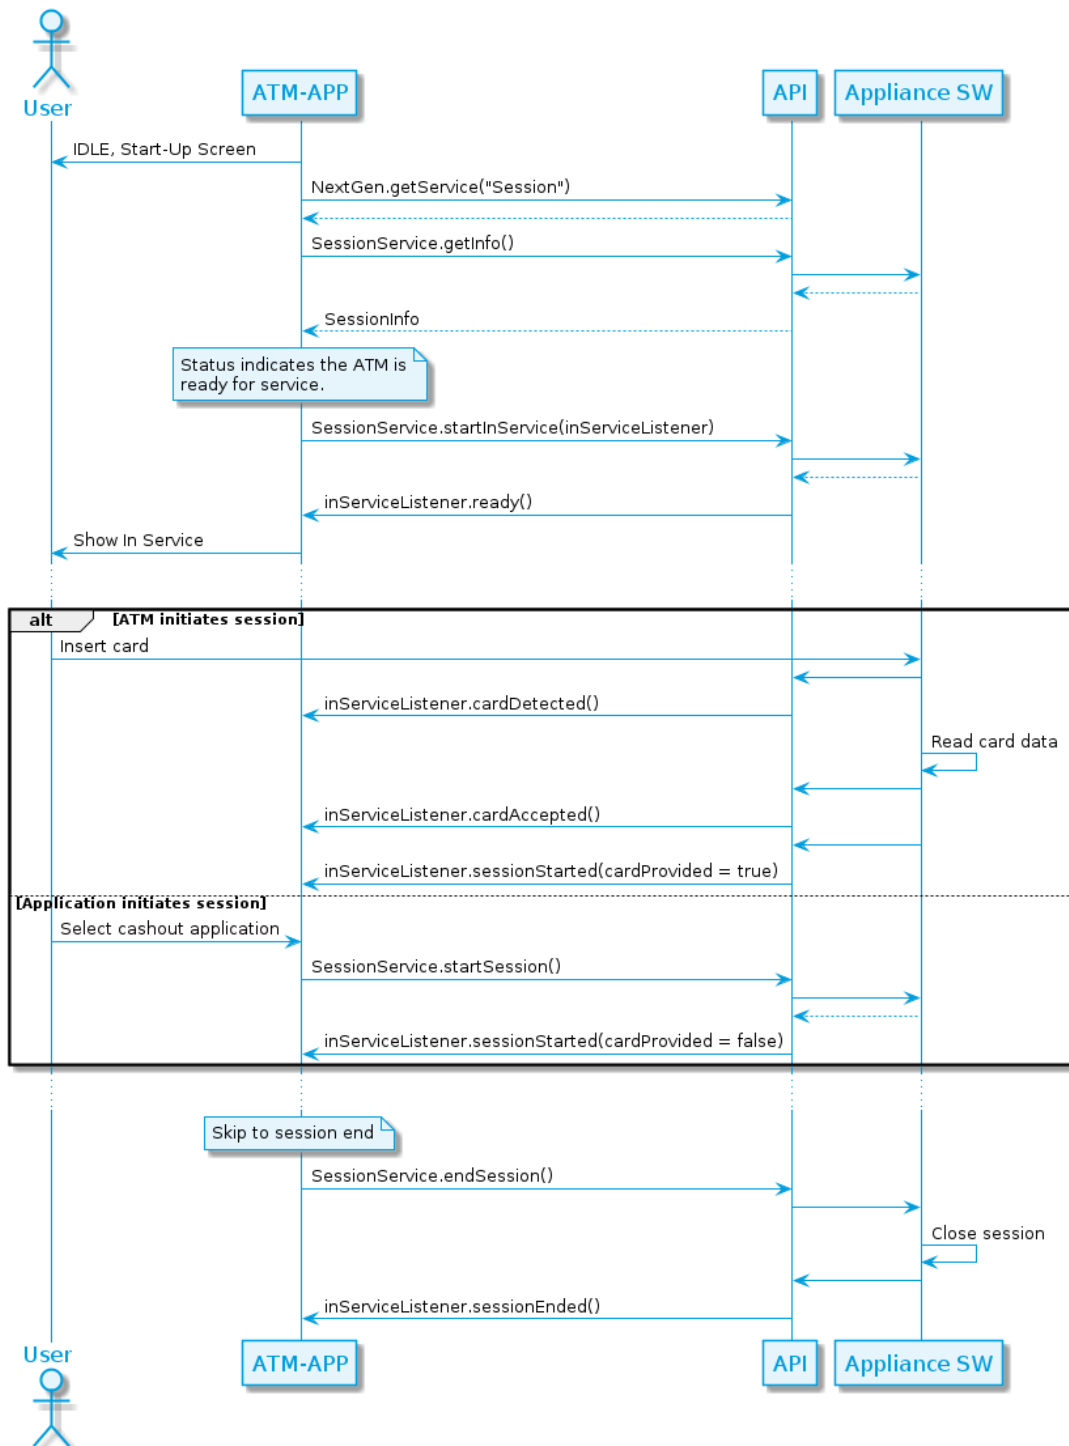 User
ATM-APP
API
Appliance SW
IDLE, Start-Up Screen
NextGen.getService("Session")
SessionService.getInfo()
SessionInfo
Status indicates the ATM is
ready for service.
SessionService.startInService(inServiceListener)
inServiceListener.ready()
Show In Service
alt
[ATM initiates session]
Insert card
inServiceListener.cardDetected()
Read card data
inServiceListener.cardAccepted()
inServiceListener.sessionStarted(cardProvided = true)
[Application initiates session]
Select cashout application
SessionService.startSession()
inServiceListener.sessionStarted(cardProvided = false)
Skip to session end
SessionService.endSession()
Close session
inServiceListener.sessionEnded()
User
ATM-APP
API
Appliance SW